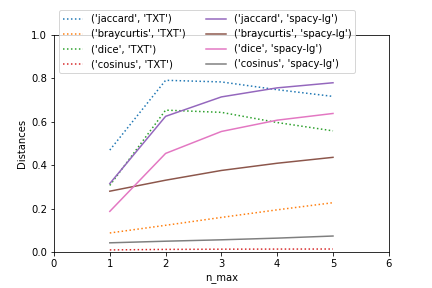 ('jaccard', 'TXT') ('jaccard', 'spacy-lg')
('braycurtis', 'TXT') ('braycurtis', 'spacy-lg')
('dice', 'TXT') ('dice', 'spacy-lg')
('cosinus', 'TXT') ('cosinus', 'spacy-lg')
1.0
0.8
0.6
0.4
0.2
0.0
Distances
0 1 2 3 4 5 6
n_max